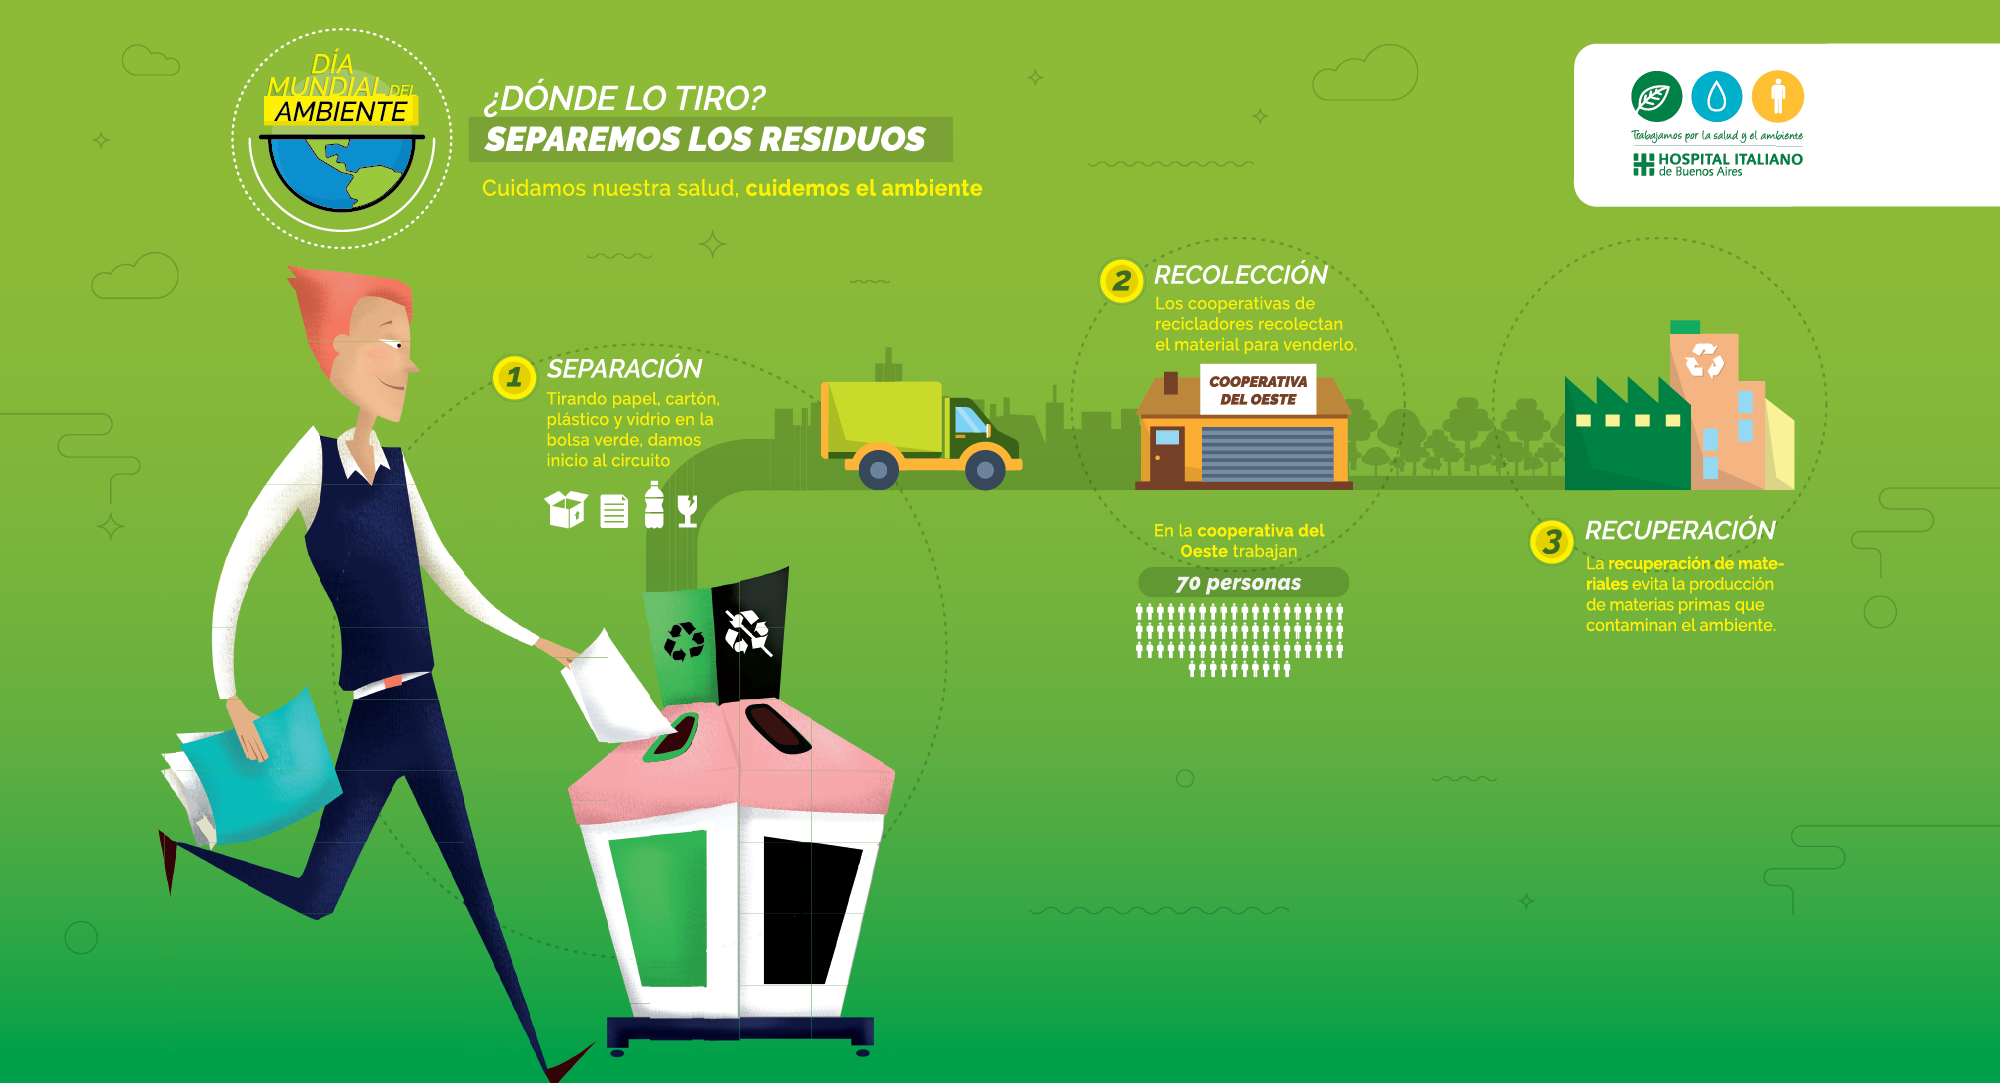 DÍA
MUNDIAL DEL
AMBIENTE
¿DÓNDE LO TIRO?
SEPAREMOS LOS RESIDUOS
Cuidamos nuestra salud, cuidemos el ambiente
Trabajamos por la salud y el ambiente
HOSPITAL ITALIANO
de Buenos Aires
1 SEPARACIÓN
Tirando papel, cartón,
plástico y vidrio en la
bolsa verde, damos
inicio al circuito
2 RECOLECCIÓN
Los cooperativas de
recicladores recolectan
el material para venderlo.
COOPERATIVA
DEL OESTE
En la cooperativa del
Oeste trabajan
70 personas
3 RECUPERACIÓN
La recuperación de mate-
riales evita la producción
de materias primas que
contaminan el ambiente.